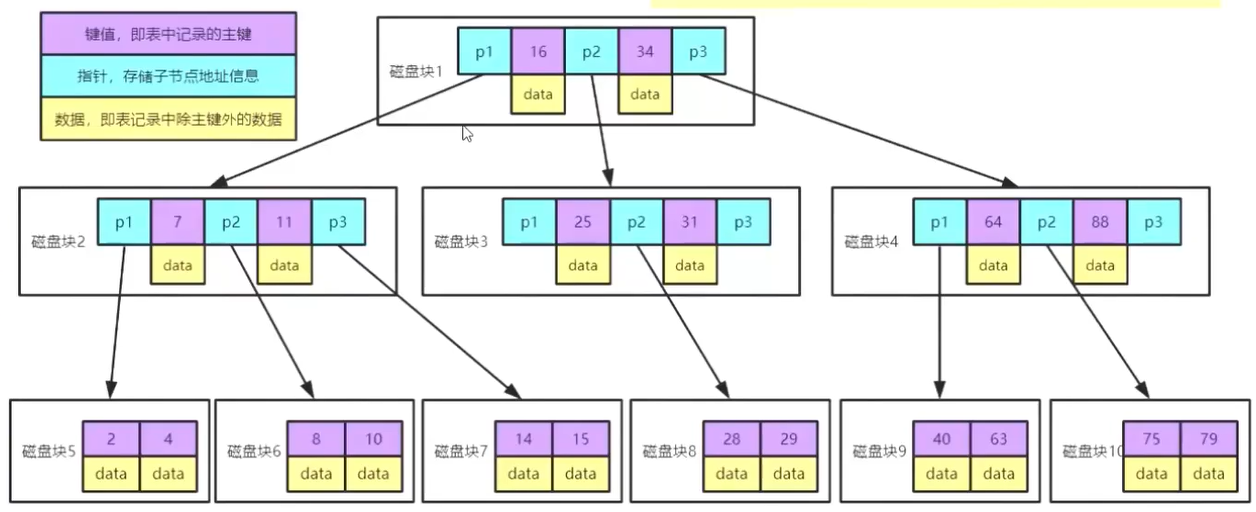 键值，即表中记录的主键
指针，存储子节点地址信息
数据，即表记录中除主键外的数据
磁盘块1
p1 16 p2 34 p3
data data
磁盘块2
p1 7 p2 11 p3
data data
磁盘块3
p1 25 p2 31 p3
data data
磁盘块4
p1 64 p2 88 p3
data data
磁盘块5
2 4
data data
磁盘块6
8 10
data data
磁盘块7
14 15
data data
磁盘块8
28 29
data data
磁盘块9
40 63
data data
磁盘块10
75 79
data data